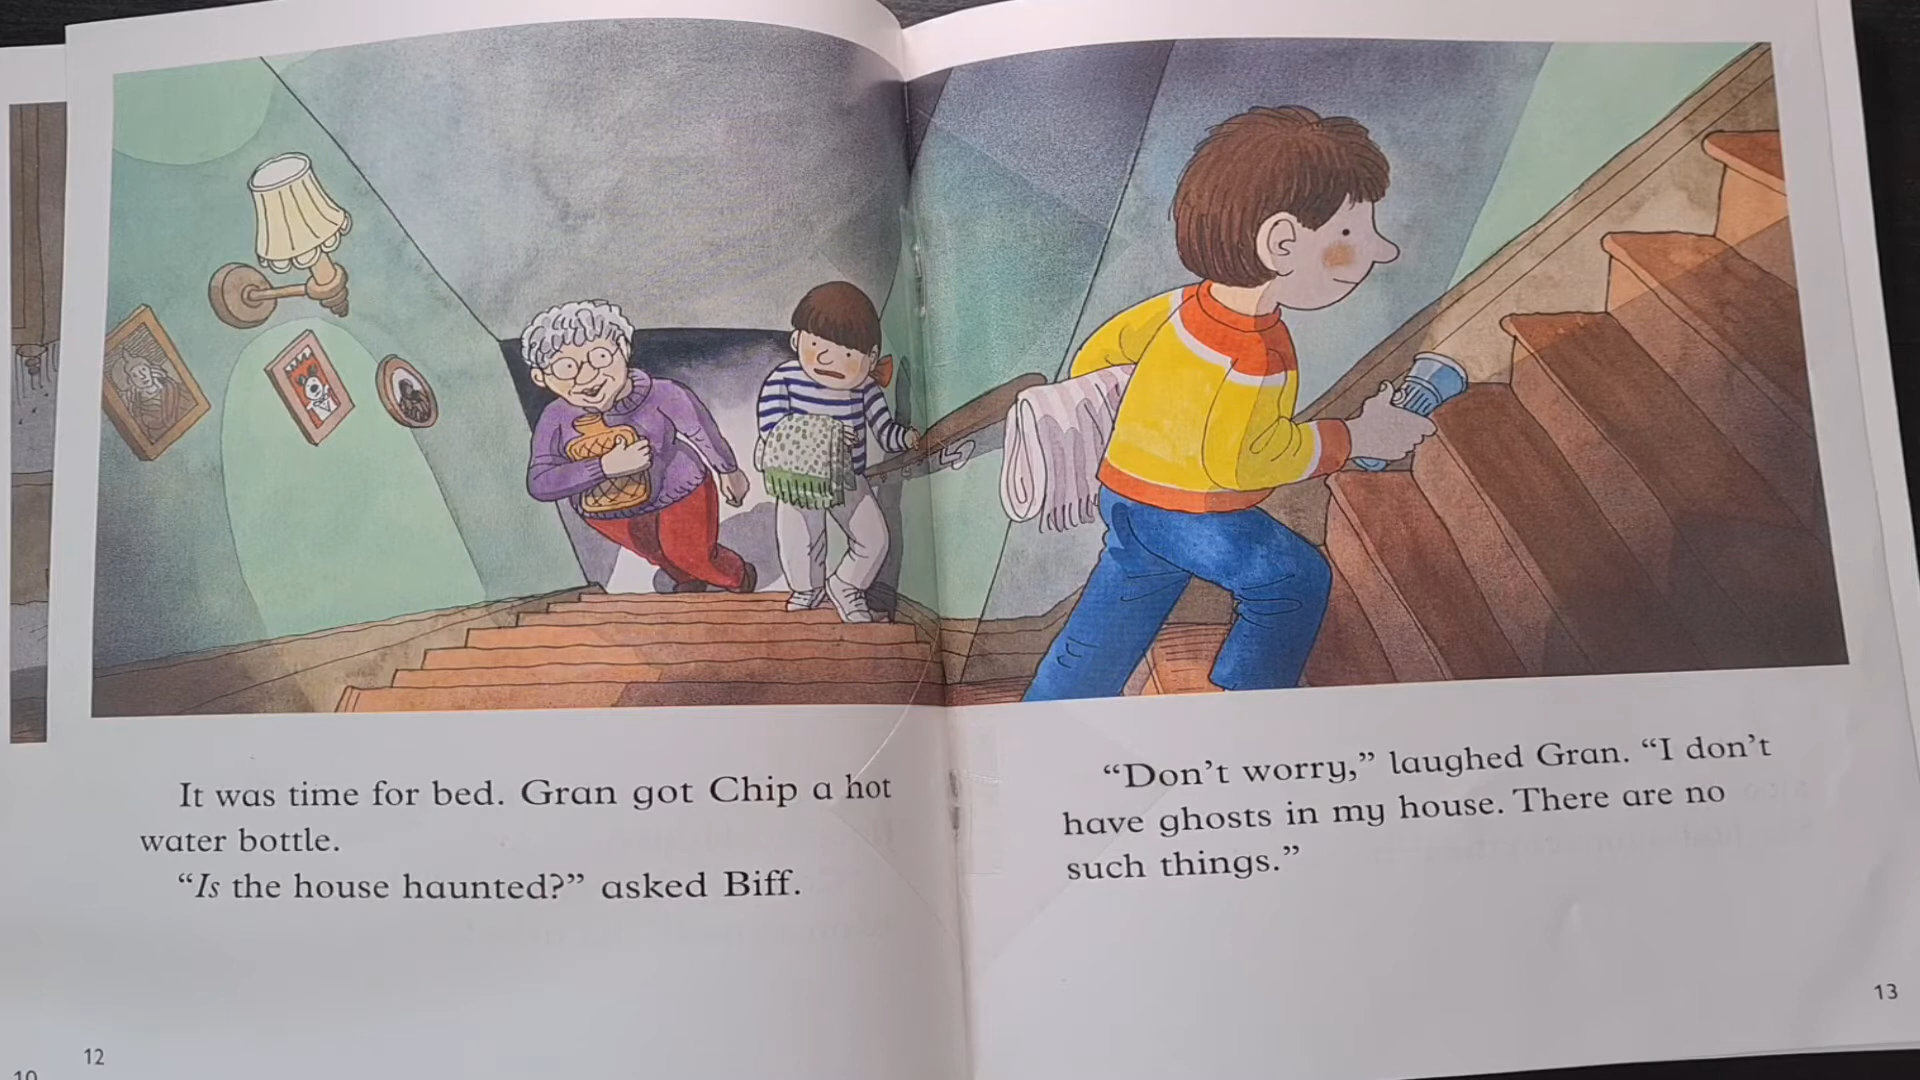 It was time for bed. Gran got Chip a hot
water bottle.
“Is the house haunted?” asked Biff.
12
10
“Don’t worry,” laughed Gran. “I don’t
have ghosts in my house. There are no
such things.”
13